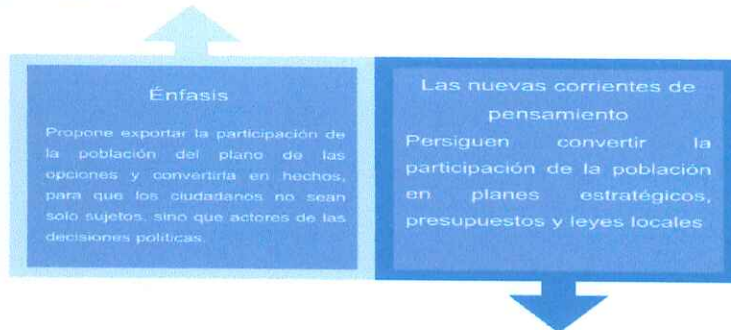 Énfasis
Propone exportar la participación de
la población del plano de las
opciones y convertirla en hechos,
para que los ciudadanos no sean
solo sujetos, sino que actores de las
decisiones políticas.
Las nuevas corrientes de
pensamiento
Persiguen convertir la
participación de la población
en planes estratégicos,
presupuestos y leyes locales